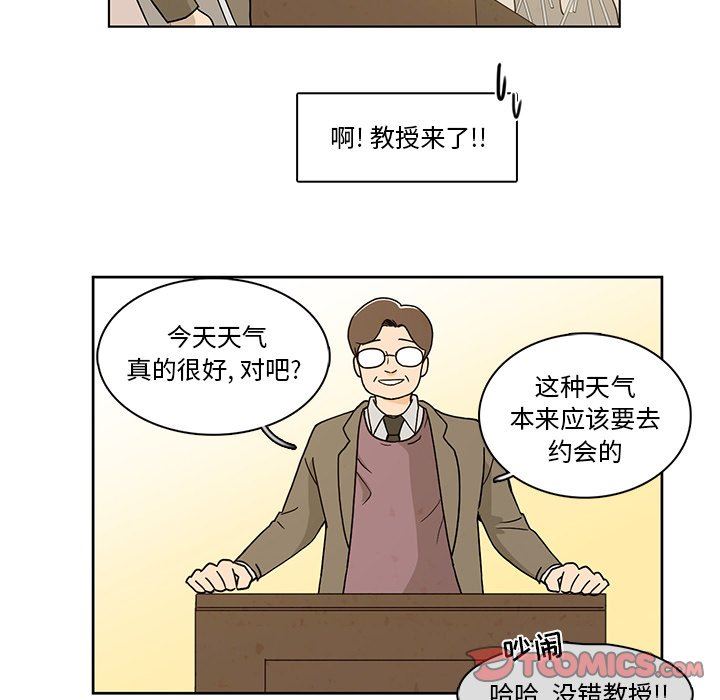 啊! 教授来了!!
今天天气
真的很好, 对吧?
这种天气
本来应该要去
约会的
吵闹
TOOMICS.COM
哈哈, 没错教授!!